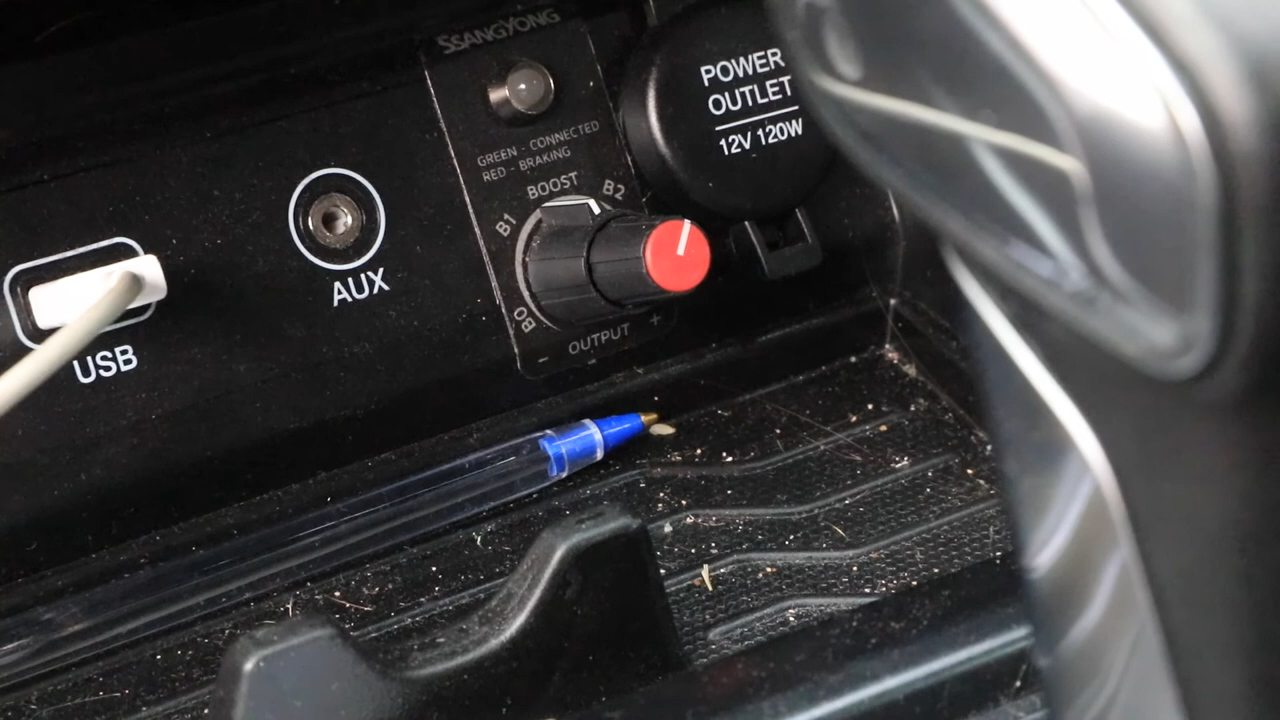 SSANGYONG
POWER
OUTLET
12V 120W
GREEN - CONNECTED
RED - BRAKING
BOOST
B1
B2
B0
AUX
- OUTPUT +
USB